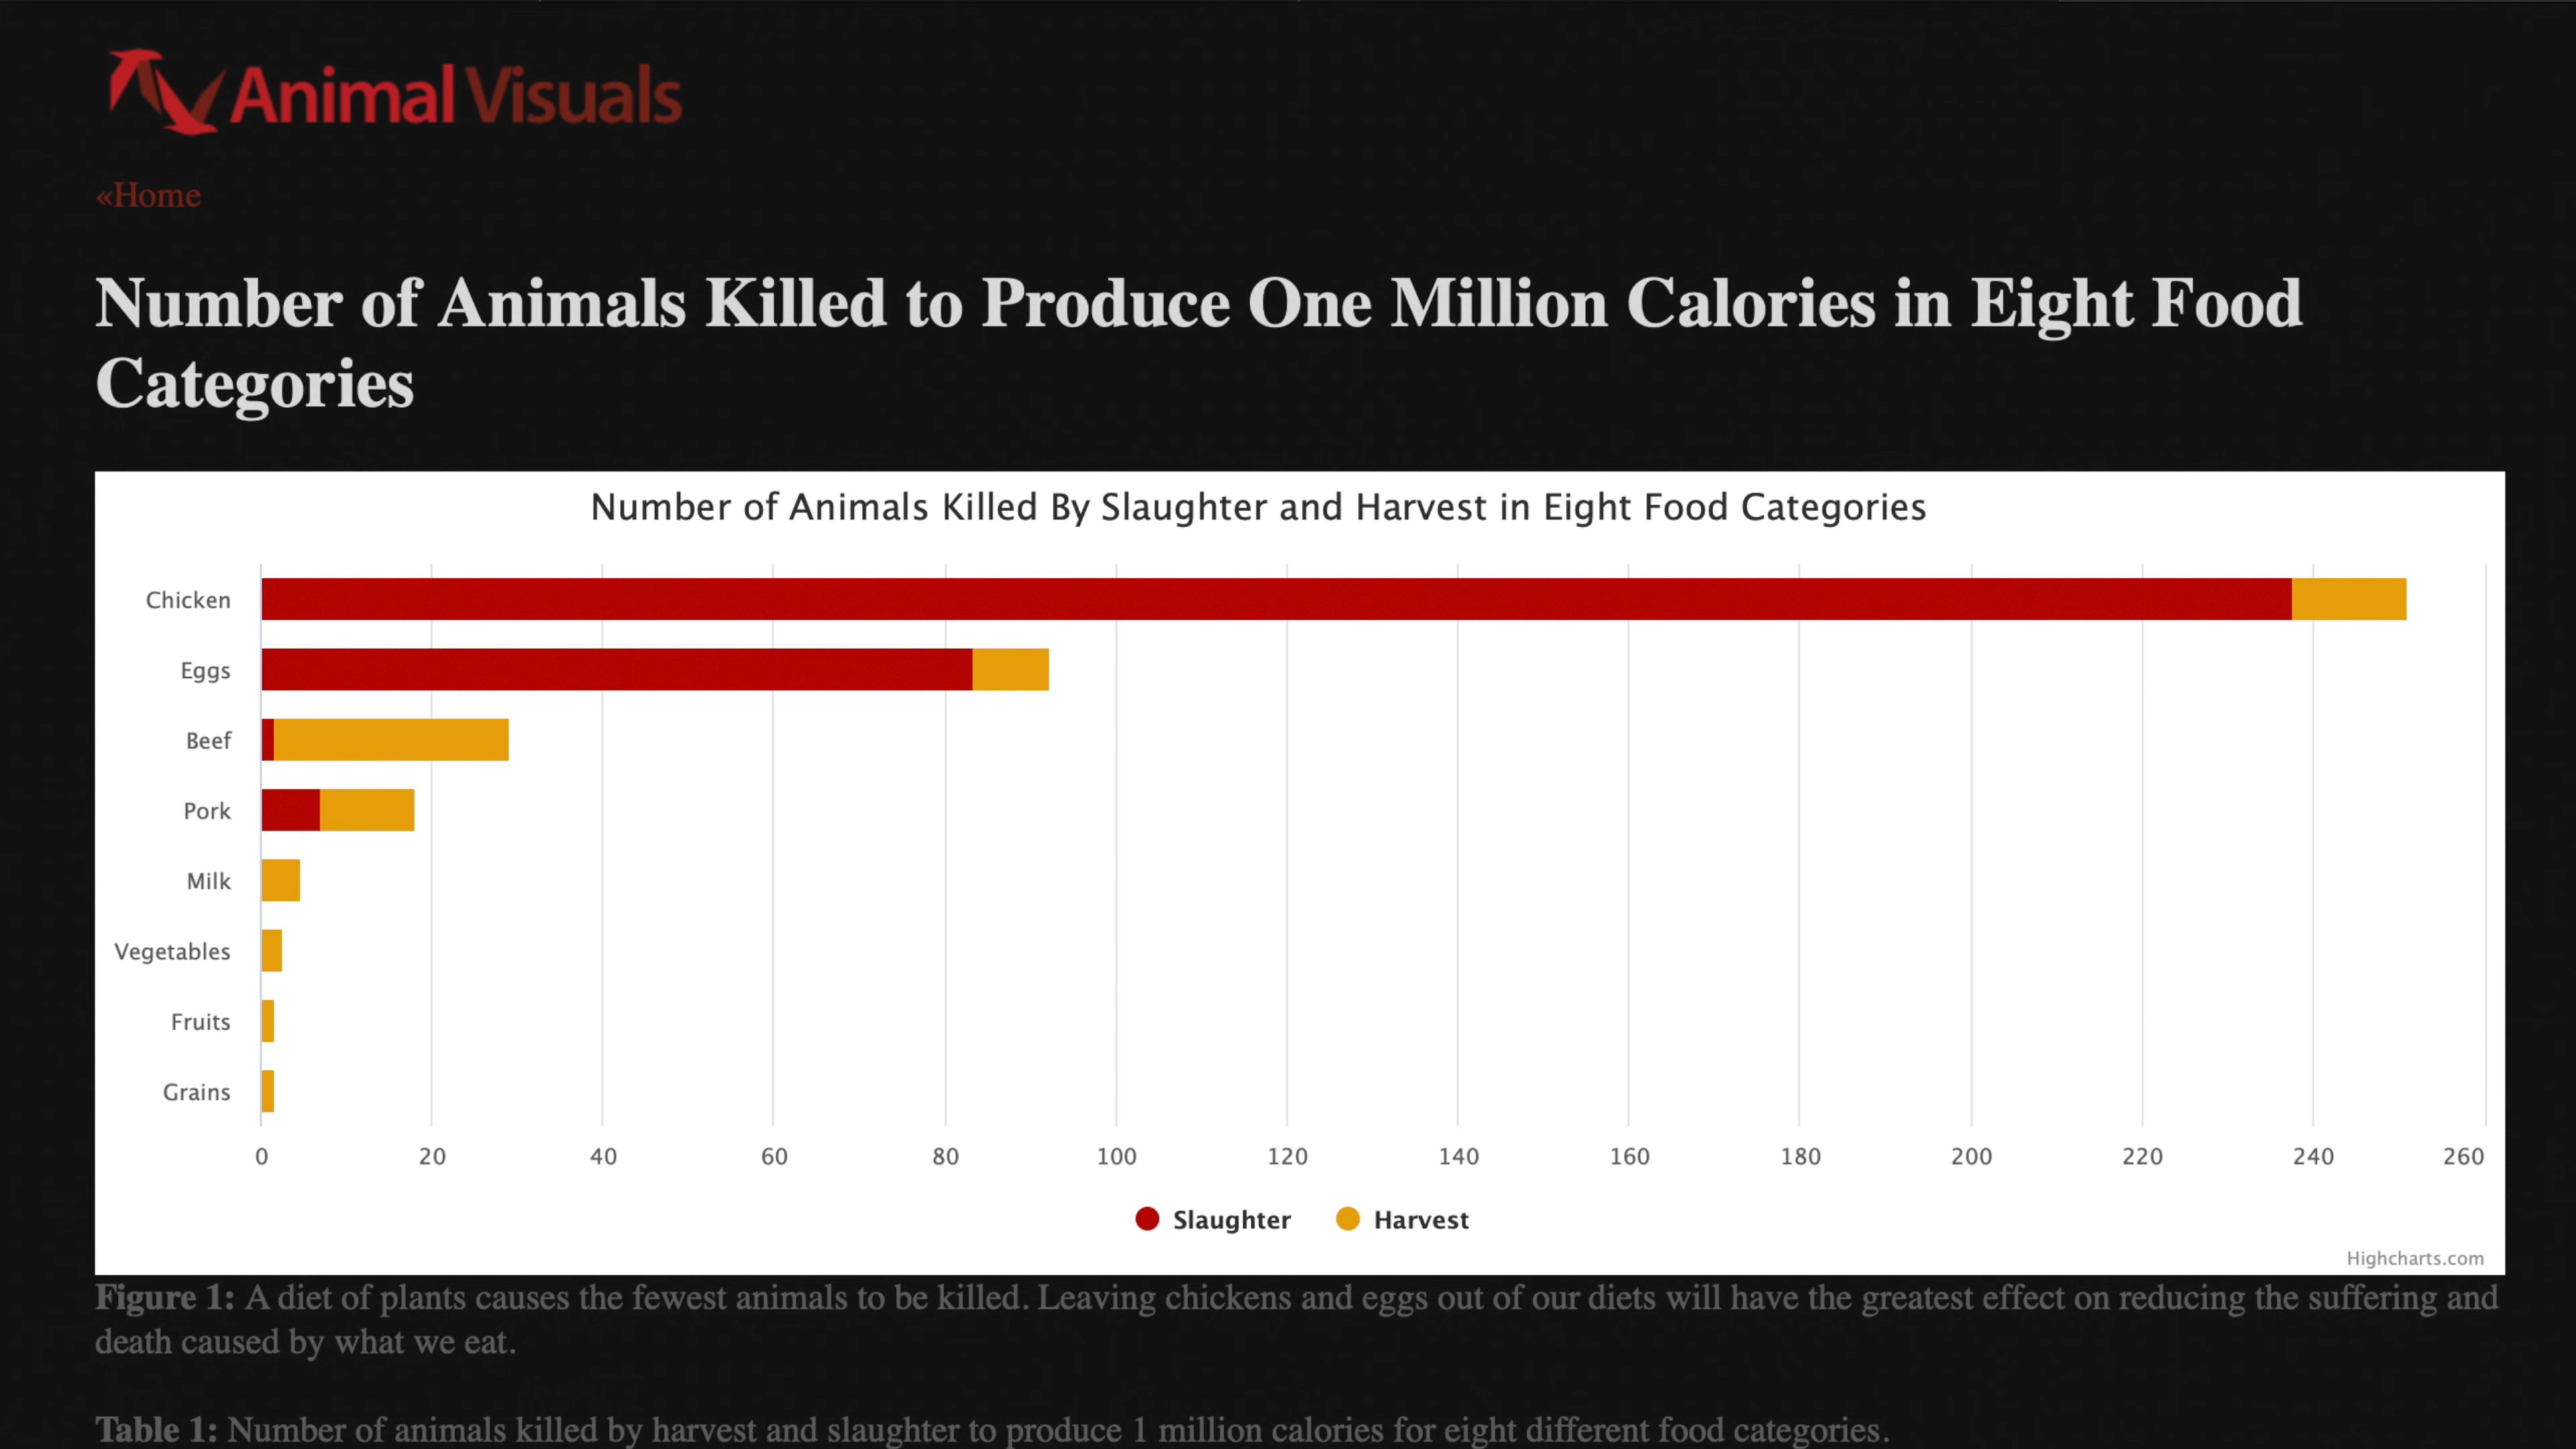 Animal Visuals
«Home
Number of Animals Killed to Produce One Million Calories in Eight Food
Categories
Number of Animals Killed By Slaughter and Harvest in Eight Food Categories
Chicken
Eggs
Beef
Pork
Milk
Vegetables
Fruits
Grains
0 20 40 60 80 100 120 140 160 180 200 220 240 260
Slaughter Harvest
Highcharts.com
Figure 1: A diet of plants causes the fewest animals to be killed. Leaving chickens and eggs out of our diets will have the greatest effect on reducing the suffering and
death caused by what we eat.
Table 1: Number of animals killed by harvest and slaughter to produce 1 million calories for eight different food categories.